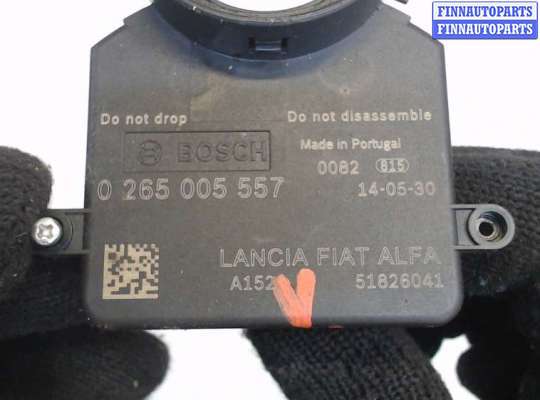 FINNAUTOPARTS
FINNAUTOPARTS
Do not drop Do not disassemble
BOSCH Made in Portugal
0082 815
0 265 005 557 14-05-30
LANCIA FIAT ALFA
A152 51826041